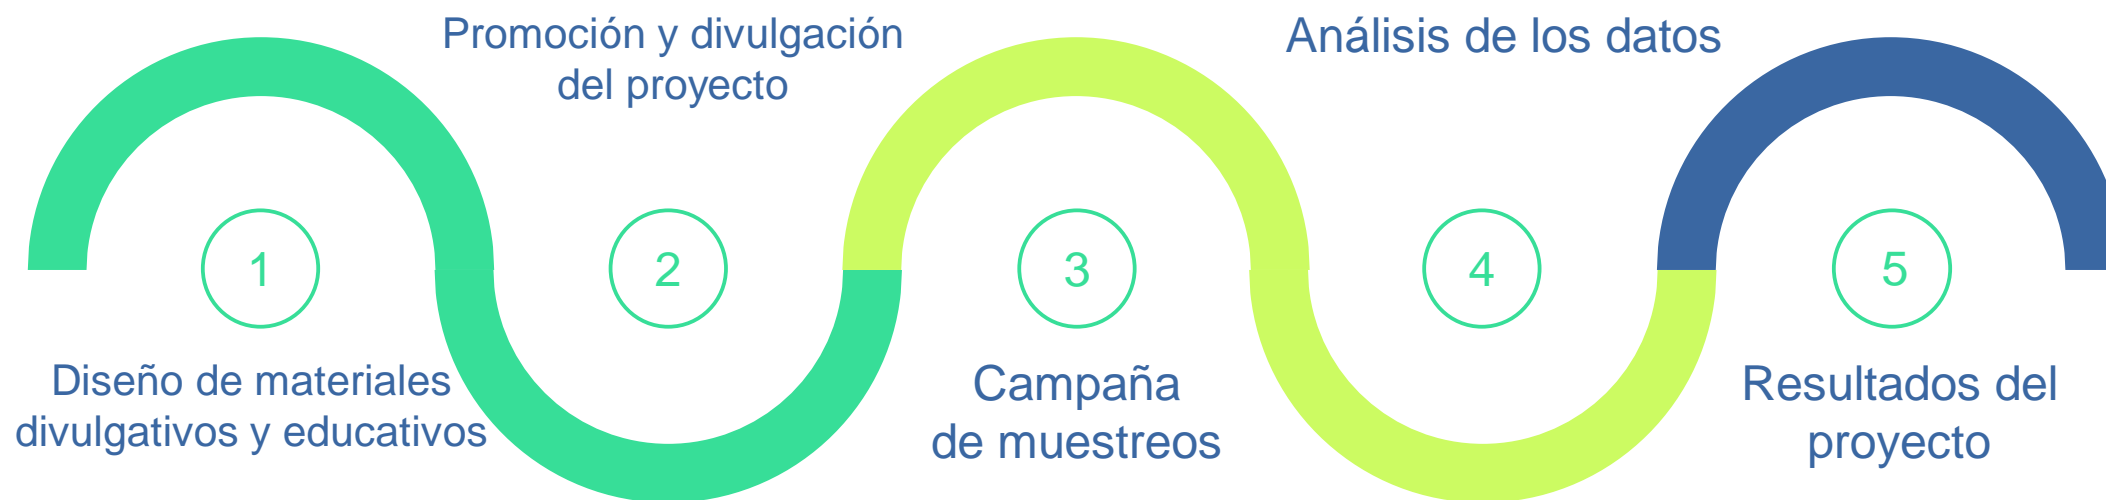 1
Diseño de materiales
divulgativos y educativos
Promoción y divulgación
del proyecto
2
3
Campaña
de muestreos
Análisis de los datos
4
5
Resultados del
proyecto